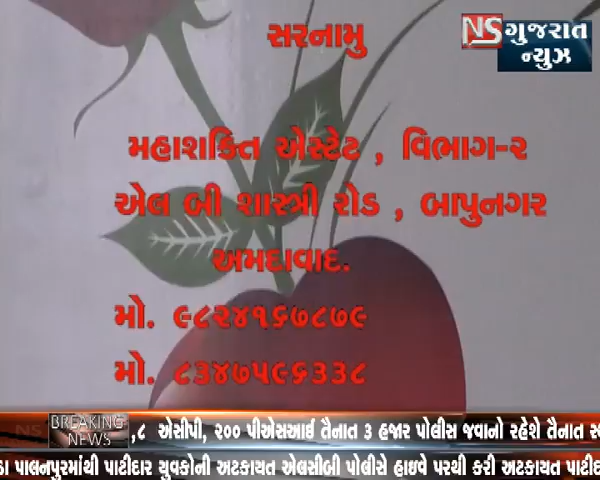 સરનામુ
NS ગુજરાત
ન્યુઝ
મહાશકિત એસ્ટેટ , વિભાગ-૨
એલ બી શાસ્ત્રી રોડ , બાપુનગર
અમદાવાદ.
મો. ૯૮૨૪૧૬૭૮૭૯
મો. ૮૩૪૭૫૯૬૩૩૮
BREAKING
NEWS
,૮ એસીપી, ૨૦૦ પીએસઆઈ તૈનાત ૩ હજાર પોલીસ જવાનો રહેશે તૈનાત
પાલનપુરમાંથી પાટીદાર યુવકોની અટકાયત એલસીબી પોલીસે હાઇવે પરથી કરી અટકાયત